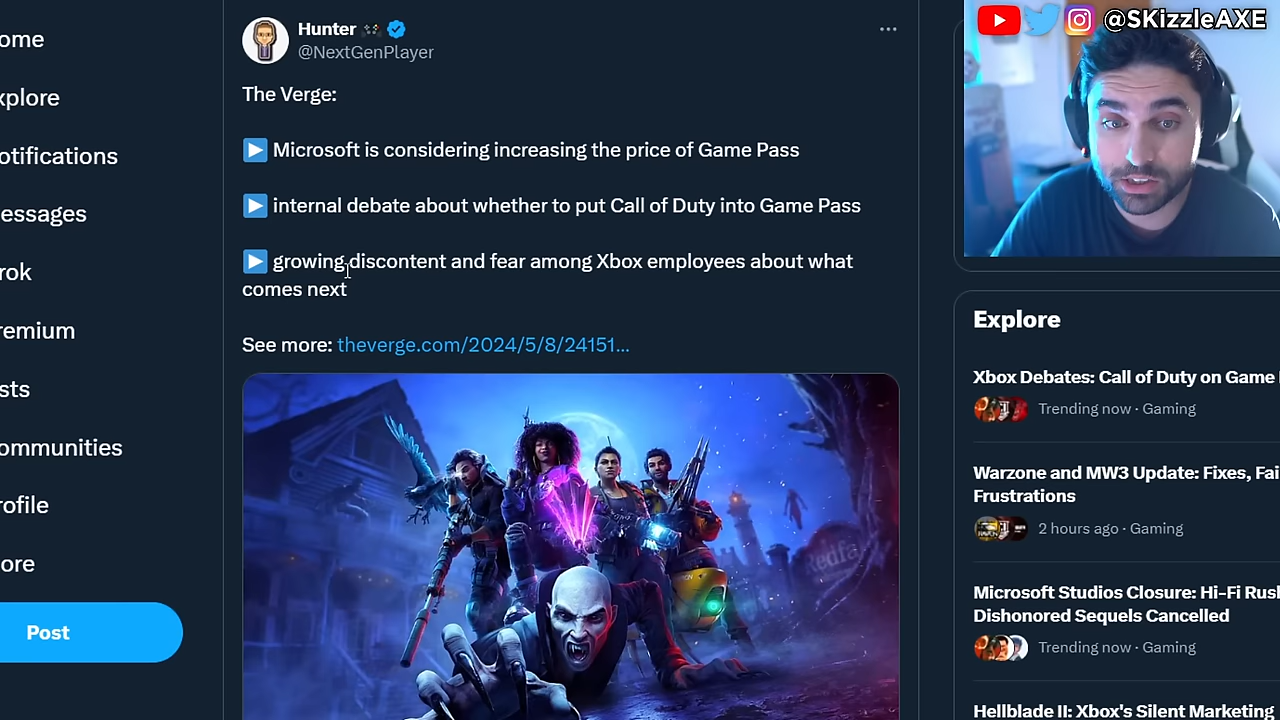 ome
xplore
otifications
essages
rok
remium
sts
ommunities
rofile
ore
Post
Hunter
@NextGenPlayer
The Verge:
Microsoft is considering increasing the price of Game Pass
internal debate about whether to put Call of Duty into Game Pass
growing discontent and fear among Xbox employees about what
comes next
See more: theverge.com/2024/5/8/24151...
Redfa
@SKizzleAXE
Explore
Xbox Debates: Call of Duty on Game
Trending now · Gaming
Warzone and MW3 Update: Fixes, Fai
Frustrations
2 hours ago · Gaming
Microsoft Studios Closure: Hi-Fi Rus
Dishonored Sequels Cancelled
Trending now · Gaming
Hellblade II: Xbox's Silent Marketing